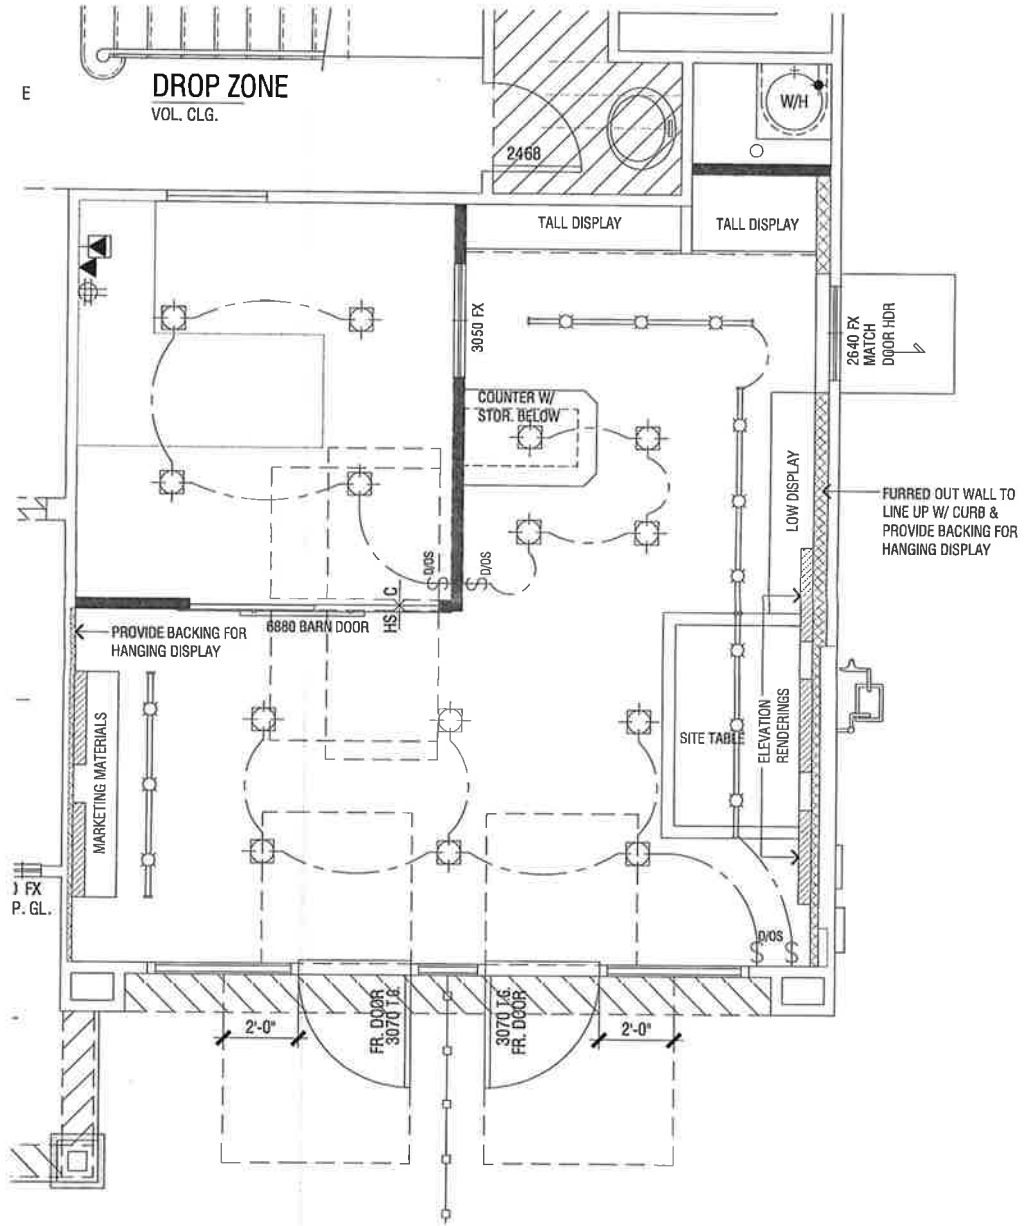 E
DROP ZONE
VOL. CLG.
W/H
2468
TALL DISPLAY
TALL DISPLAY
3050 FX
2640 FX
MATCH
DOOR HDR
COUNTER W/
STOR. BELOW
LOW DISPLAY
FURRED OUT WALL TO
LINE UP W/ CURB &
PROVIDE BACKING FOR
HANGING DISPLAY
D/OS
S
S
D/OS
HS
C
6880 BARN DOOR
PROVIDE BACKING FOR
HANGING DISPLAY
MARKETING MATERIALS
SITE TABLE
ELEVATION
RENDERINGS
FX
P. GL.
S
D/OS
S
FR. DOOR
3070 T.G.
3070 T.G.
FR. DOOR
2'-0"
2'-0"